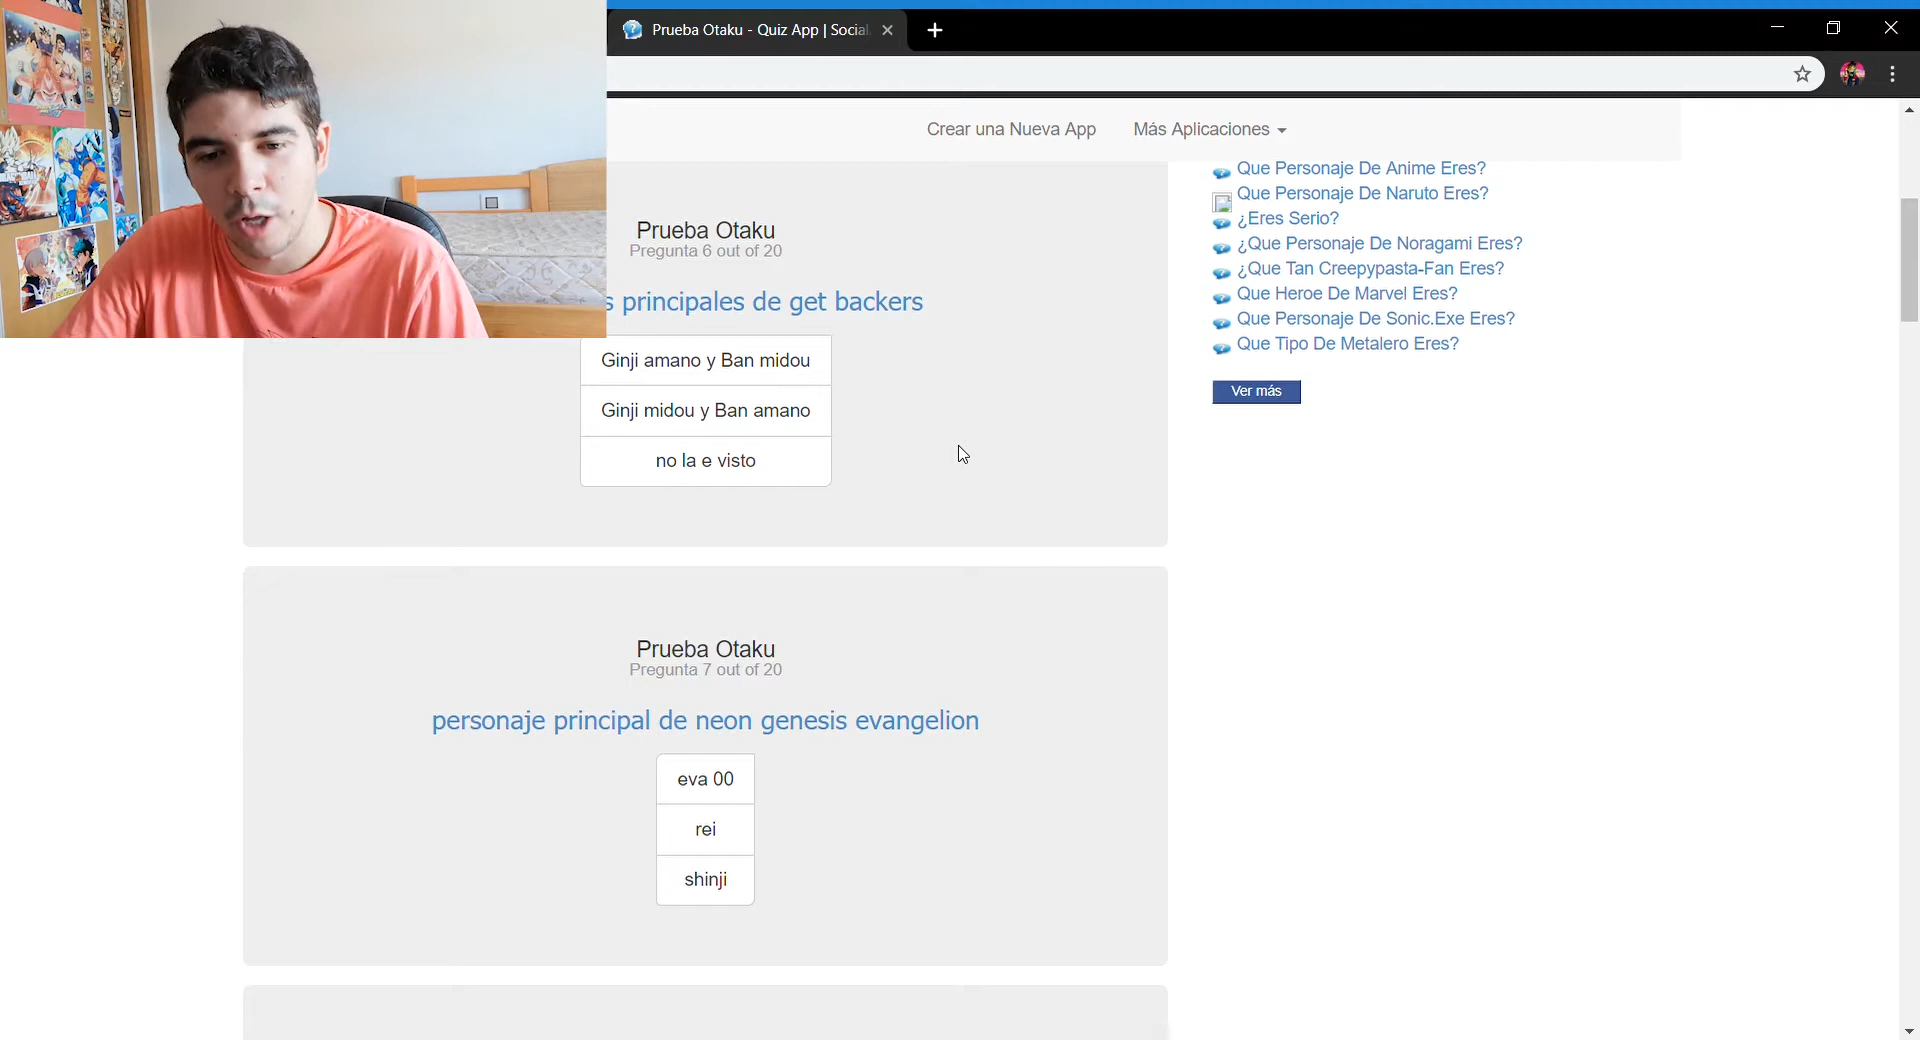 Prueba Otaku - Quiz App | Social
Crear una Nueva App
Más Aplicaciones
Que Personaje De Anime Eres?
Que Personaje De Naruto Eres?
¿Eres Serio?
¿Que Personaje De Noragami Eres?
¿Que Tan Creepypasta-Fan Eres?
Que Heroe De Marvel Eres?
Que Personaje De Sonic.Exe Eres?
Que Tipo De Metalero Eres?
Ver más
Prueba Otaku
Pregunta 6 out of 20
s principales de get backers
Ginji amano y Ban midou
Ginji midou y Ban amano
no la e visto
Prueba Otaku
Pregunta 7 out of 20
personaje principal de neon genesis evangelion
eva 00
rei
shinji